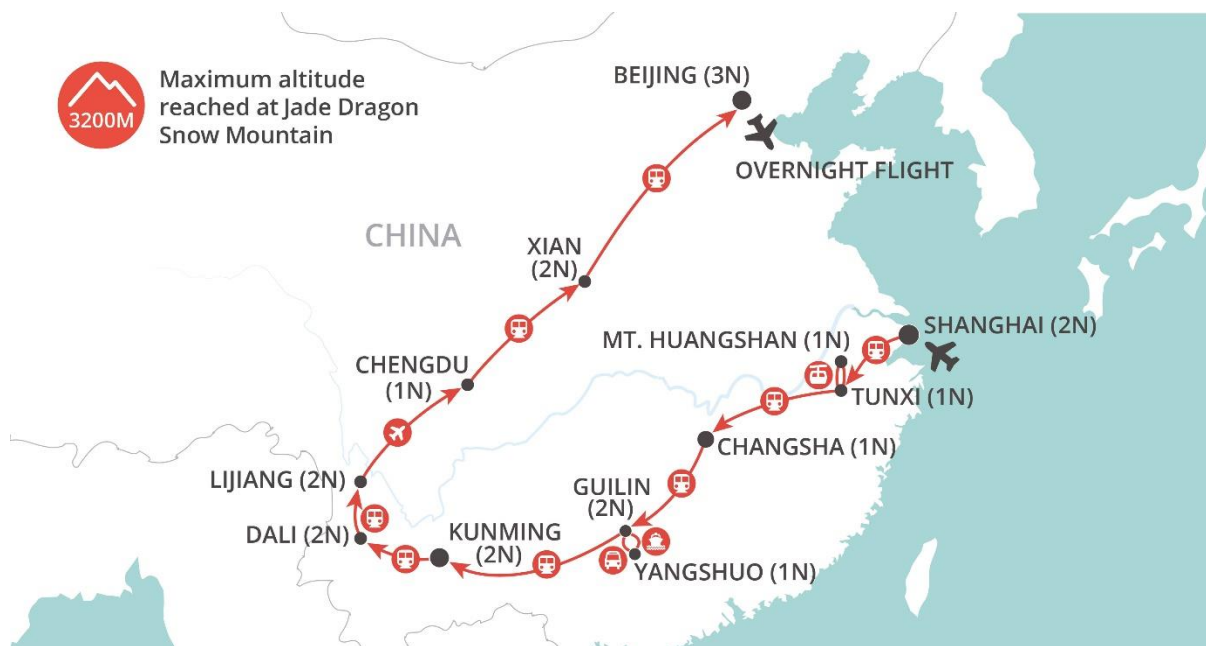 3200M
Maximum altitude
reached at Jade Dragon
Snow Mountain
BEIJING (3N)
OVERNIGHT FLIGHT
CHINA
XIAN
(2N)
SHANGHAI (2N)
MT. HUANGSHAN (1N)
TUNXI (1N)
CHENGDU
(1N)
CHANGSHA (1N)
LIJIANG (2N)
GUILIN
(2N)
DALI (2N)
KUNMING
(2N)
YANGSHUO (1N)